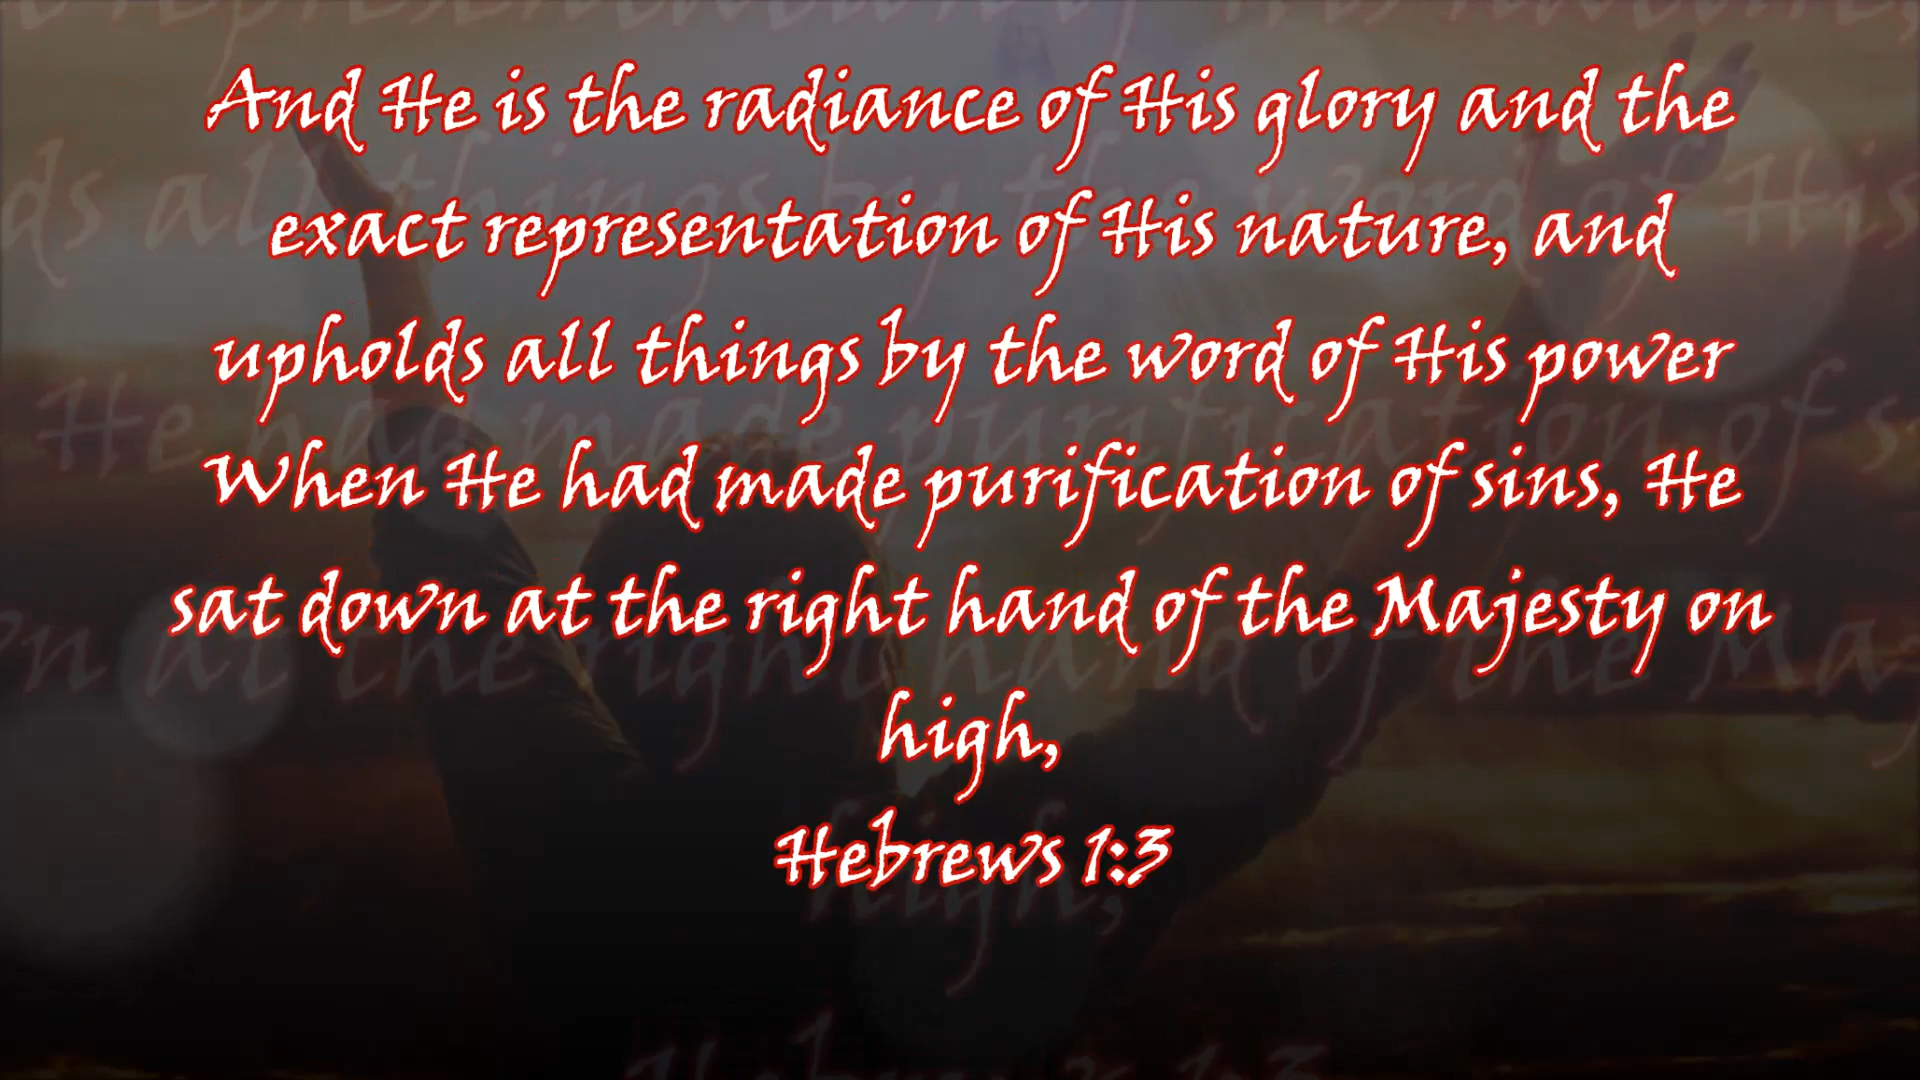 And He is the radiance of His glory and the
exact representation of His nature, and
upholds all things by the word of His power
When He had made purification of sins, He
sat down at the right hand of the Majesty on
high,
Hebrews 1:3